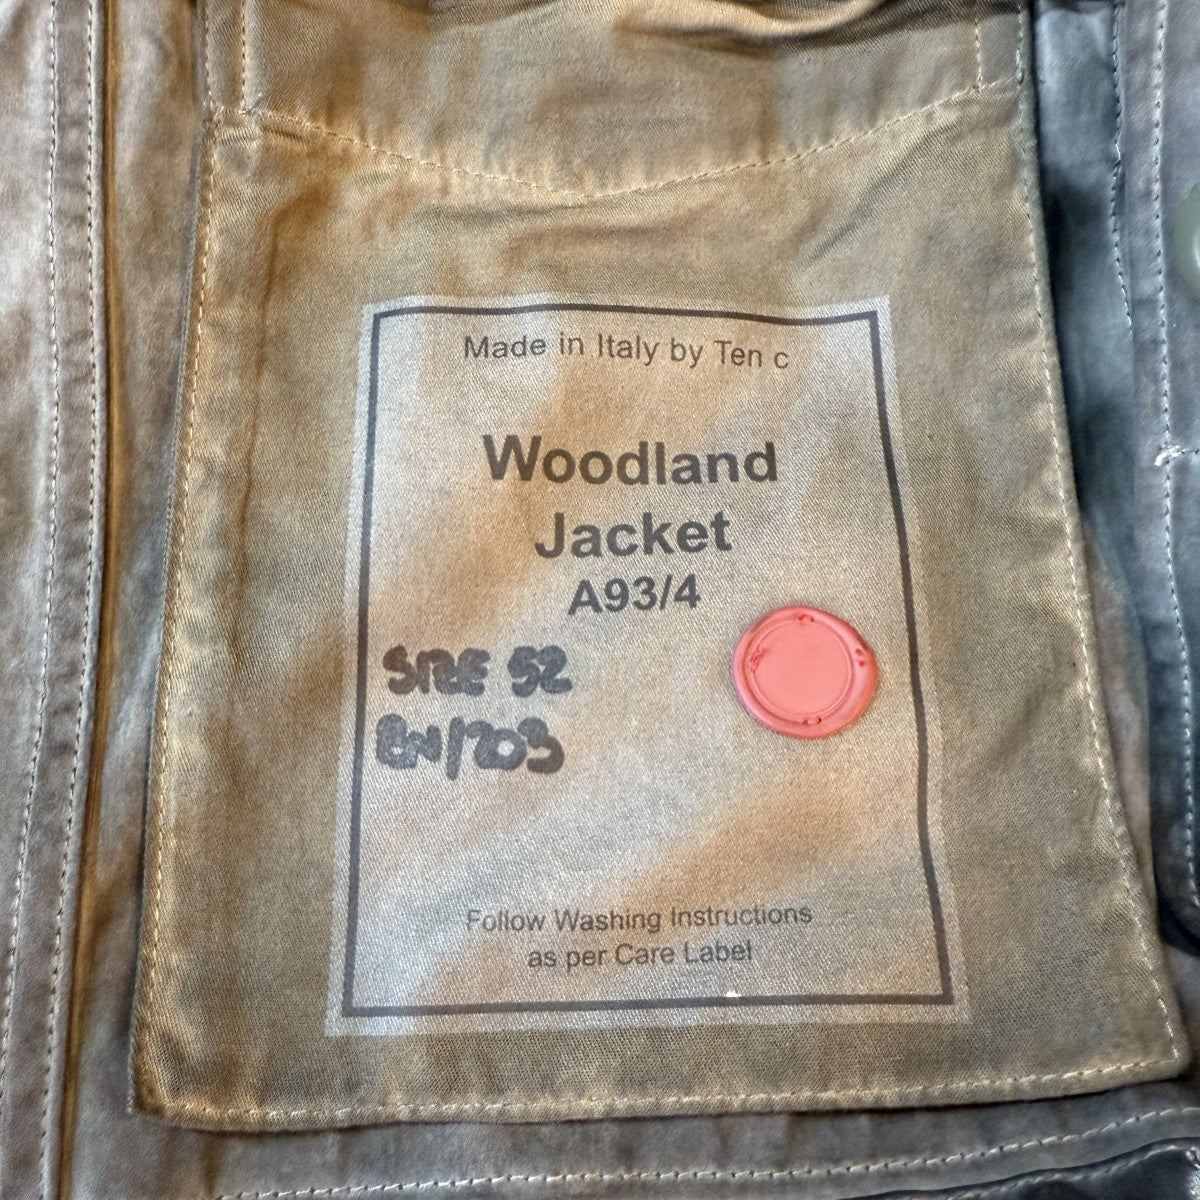 Made in Italy by Ten c
Woodland
Jacket
A93/4
SIZE 52
BN/203
Follow Washing Instructions
as per Care Label